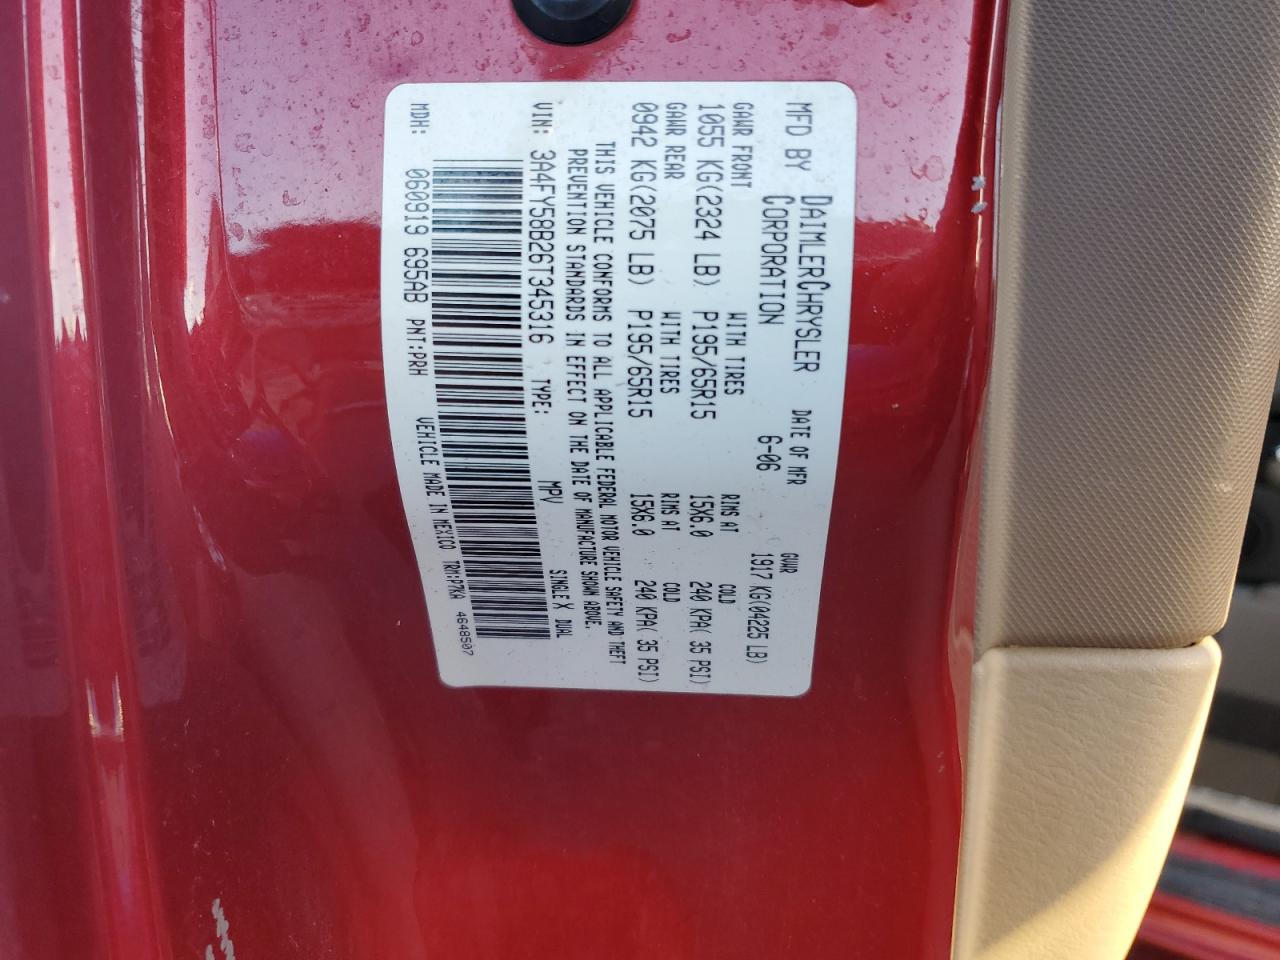 MFD BY DAIMLERCHRYSLER CORPORATION
DATE OF MFR
6-06
GVWR
1917 KG(04225 LB)
GAWR FRONT WITH TIRES RIMS AT COLD
1055 KG(2324 LB) P195/65R15 15X6.0 240 KPA( 35 PSI)
GAWR REAR WITH TIRES RIMS AT COLD
0942 KG(2075 LB) P195/65R15 15X6.0 240 KPA( 35 PSI)
THIS VEHICLE CONFORMS TO ALL APPLICABLE FEDERAL MOTOR VEHICLE SAFETY AND THEFT
PREVENTION STANDARDS IN EFFECT ON THE DATE OF MANUFACTURE SHOWN ABOVE.
VIN: 3A4FY58B26T345316 TYPE: MPV SINGLE X DUAL
MDH: 060919 695AB PNT:PRH VEHICLE MADE IN MEXICO TRM:P7KA 4648507